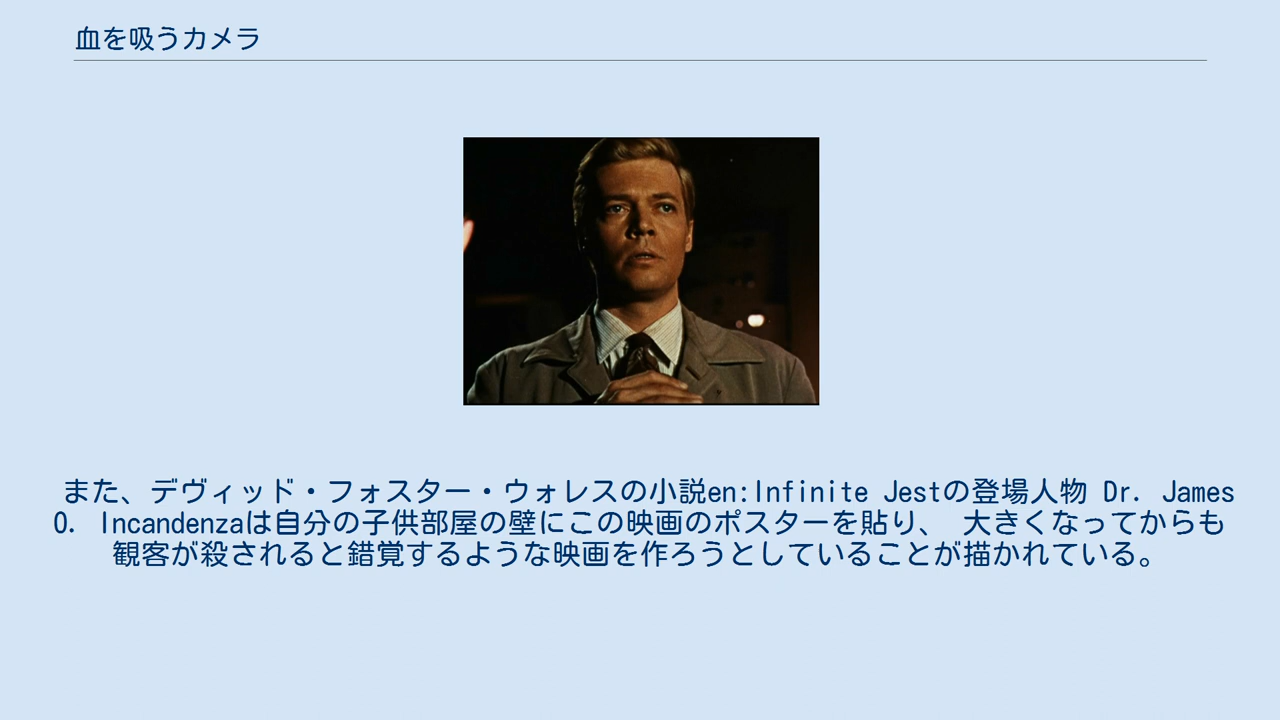 血を吸うカメラ
また、デヴィッド・フォスター・ウォレスの小説en:Infinite Jestの登場人物 Dr. James
O. Incandenzaは自分の子供部屋の壁にこの映画のポスターを貼り、 大きくなってからも
観客が殺されると錯覚するような映画を作ろうとしていることが描かれている。